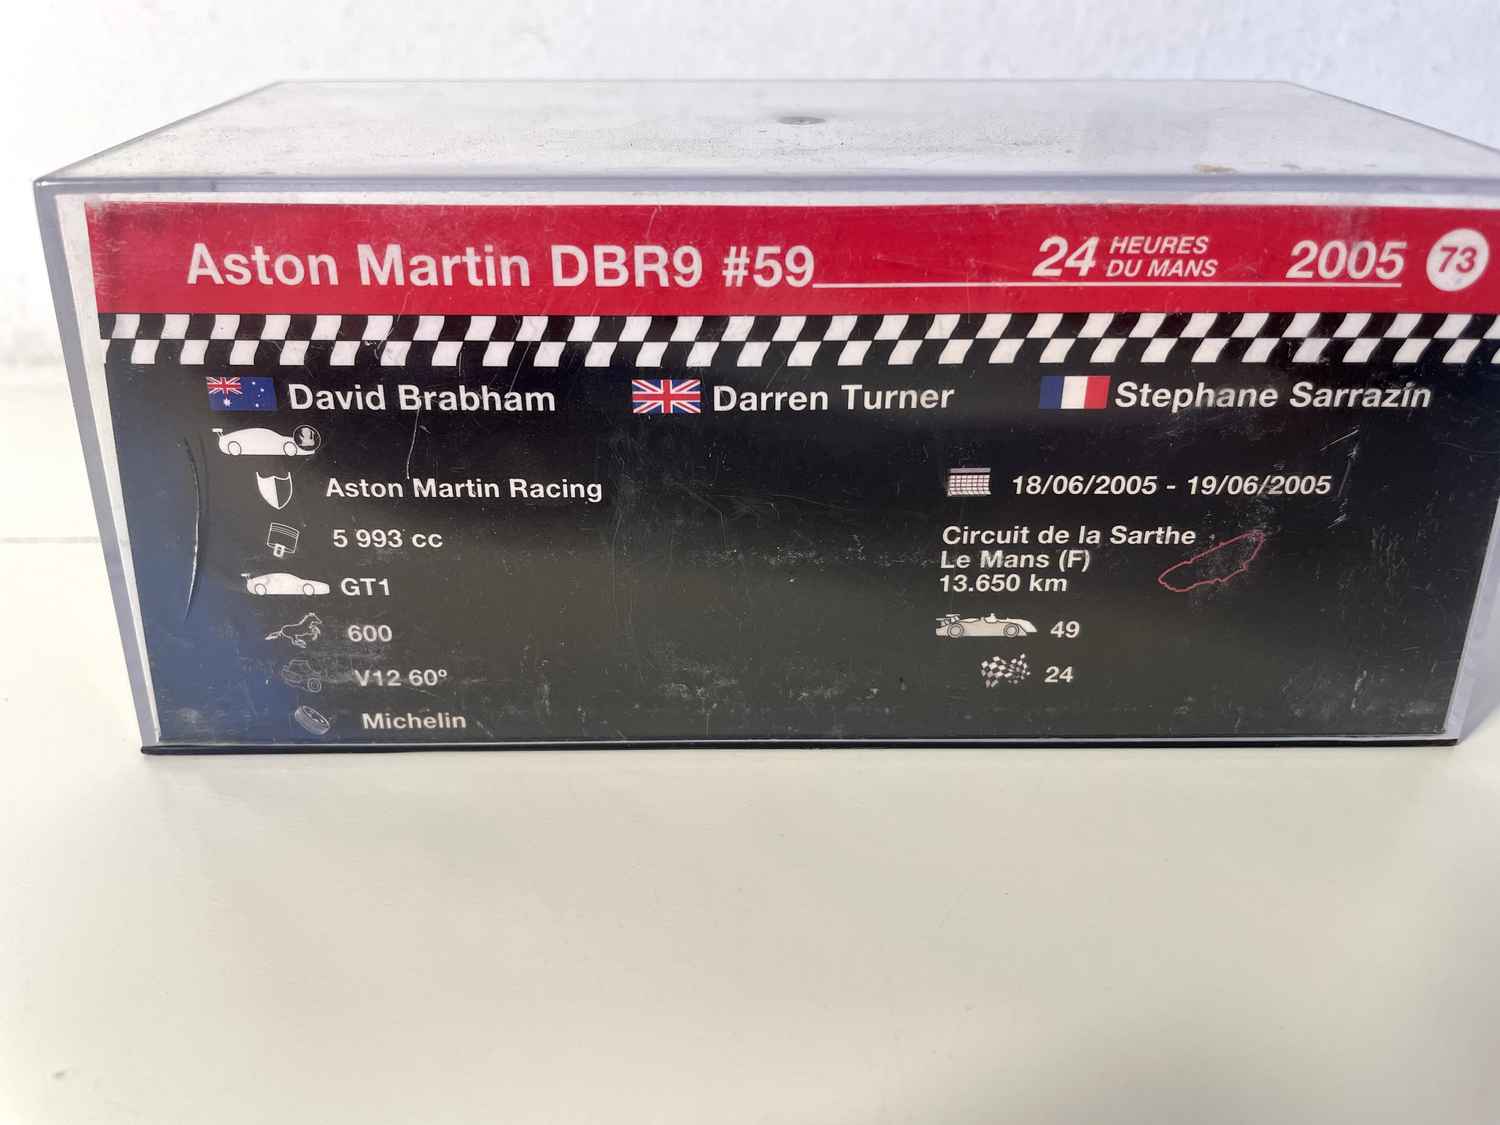 Aston Martin DBR9 #59
24 HEURES DU MANS 2005 73
David Brabham Darren Turner Stephane Sarrazin
Aston Martin Racing
5 993 cc
GT1
600
V12 60º
Michelin
18/06/2005 - 19/06/2005
Circuit de la Sarthe
Le Mans (F)
13.650 km
49
24